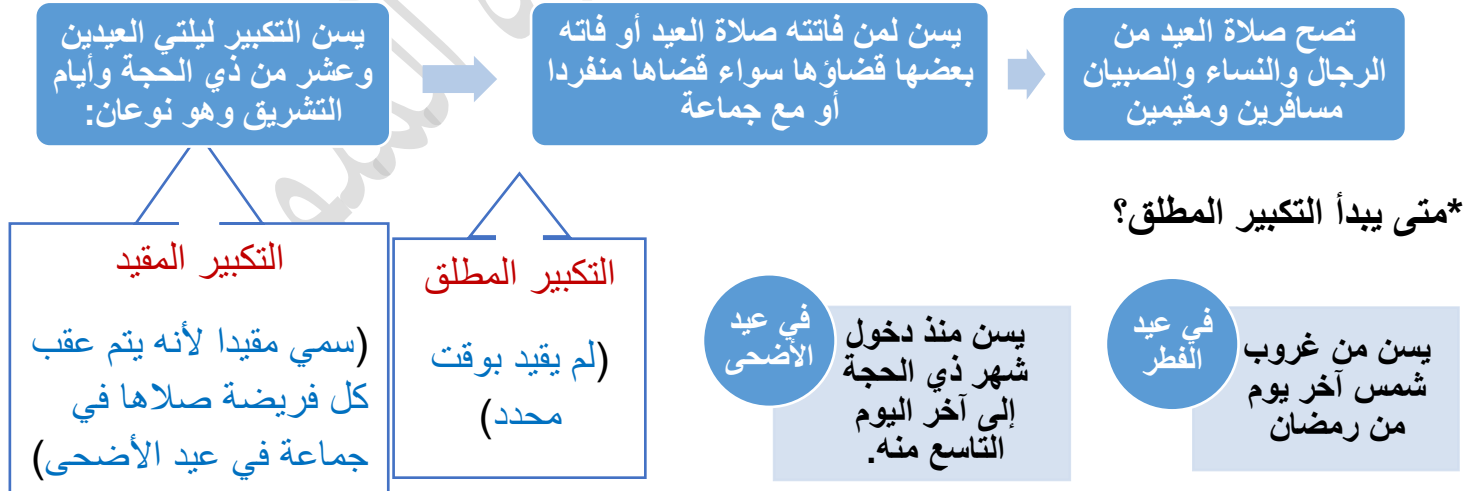 تصح صلاة العيد من
الرجال والنساء والصبيان
مسافرين ومقيمين
يسن لمن فاتته صلاة العيد أو فاته
بعضها قضاؤها سواء قضاها منفردا
أو مع جماعة
يسن التكبير ليلتي العيدين
وعشر من ذي الحجة وأيام
التشريق وهو نوعان:
التكبير المطلق
(لم يقيد بوقت
محدد)
التكبير المقيد
(سمي مقيدا لأنه يتم عقب
كل فريضة صلاها في
جماعة في عيد الأضحى)
*متى يبدأ التكبير المطلق؟
في عيد
الفطر
يسن من غروب
شمس آخر يوم
من رمضان
في عيد
الأضحى
يسن منذ دخول
شهر ذي الحجة
إلى آخر اليوم
التاسع منه.